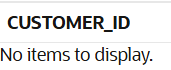 CUSTOMER_ID
No items to display.